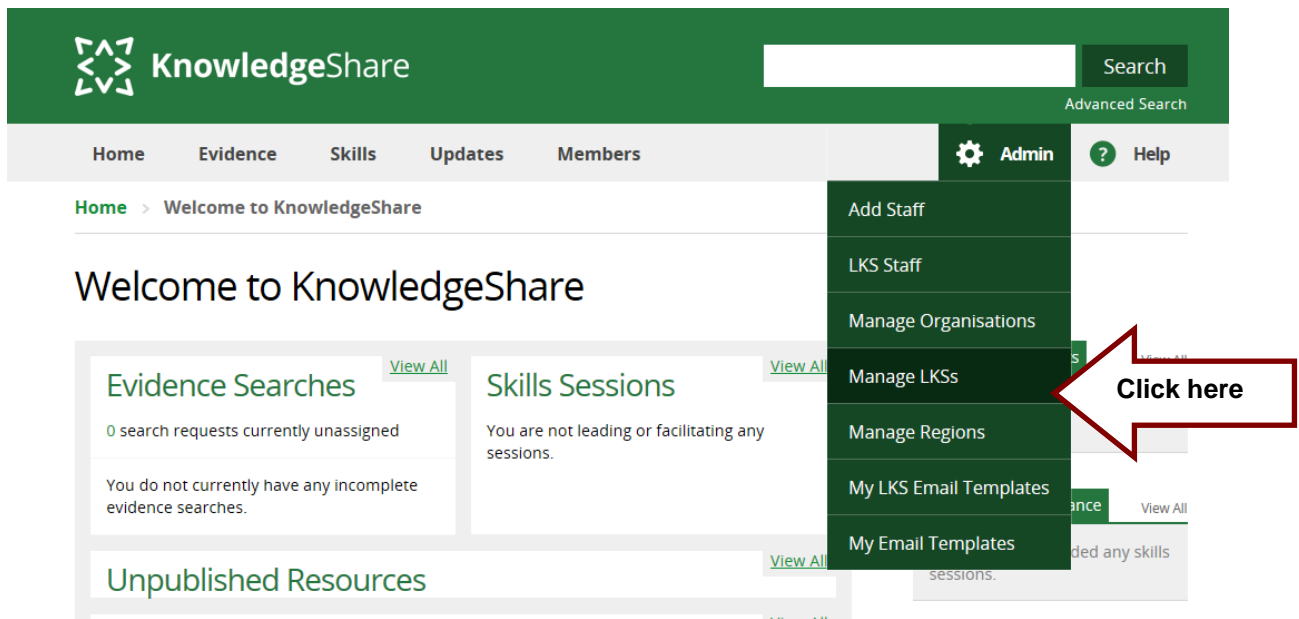 KnowledgeShare
Search
Advanced Search
Home Evidence Skills Updates Members Admin ? Help
Home > Welcome to KnowledgeShare
Welcome to KnowledgeShare
Add Staff
LKS Staff
Manage Organisations
Manage LKSs
Manage Regions
My LKS Email Templates
My Email Templates
Click here
Evidence Searches View All
0 search requests currently unassigned
You do not currently have any incomplete
evidence searches.
Skills Sessions View All
You are not leading or facilitating any
sessions.
Unpublished Resources View All
View All
any skills
sessions.